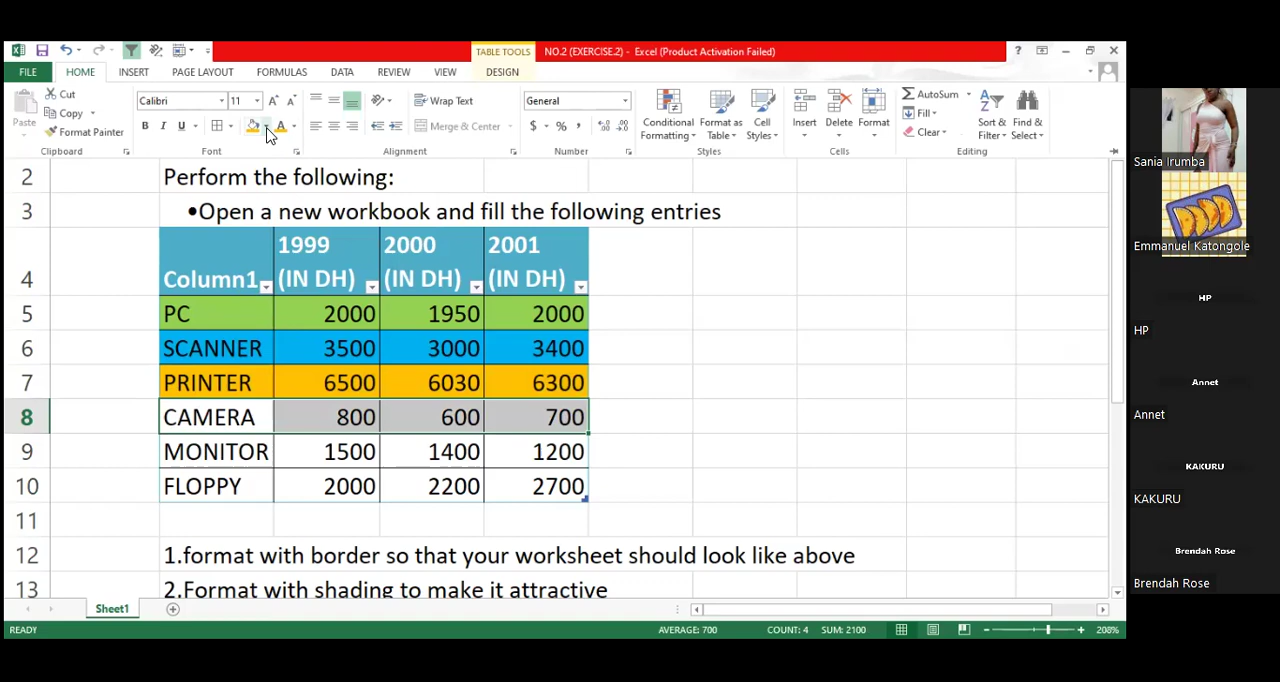 TABLE TOOLS
NO.2 (EXERCISE.2) - Excel (Product Activation Failed)
?
FILE HOME INSERT PAGE LAYOUT FORMULAS DATA REVIEW VIEW DESIGN
Paste
Cut
Copy
Format Painter
Clipboard
Calibri 11
B I U A
Font
Wrap Text
Merge & Center
Alignment
General
$ % ,
Number
Conditional Formatting
Format as Table
Cell Styles
Styles
Insert Delete Format
Cells
AutoSum
Fill
Clear
Sort & Filter
Find & Select
Editing
2 Perform the following:
3 •Open a new workbook and fill the following entries
4 Column1 1999 (IN DH) 2000 (IN DH) 2001 (IN DH)
5 PC 2000 1950 2000
6 SCANNER 3500 3000 3400
7 PRINTER 6500 6030 6300
8 CAMERA 800 600 700
9 MONITOR 1500 1400 1200
10 FLOPPY 2000 2200 2700
11
12 1.format with border so that your worksheet should look like above
13 2.Format with shading to make it attractive
Sheet1
READY AVERAGE: 700 COUNT: 4 SUM: 2100 208%
Sania Irumba
Emmanuel Katongole
HP
HP
Annet
Annet
KAKURU
KAKURU
Brendah Rose
Brendah Rose